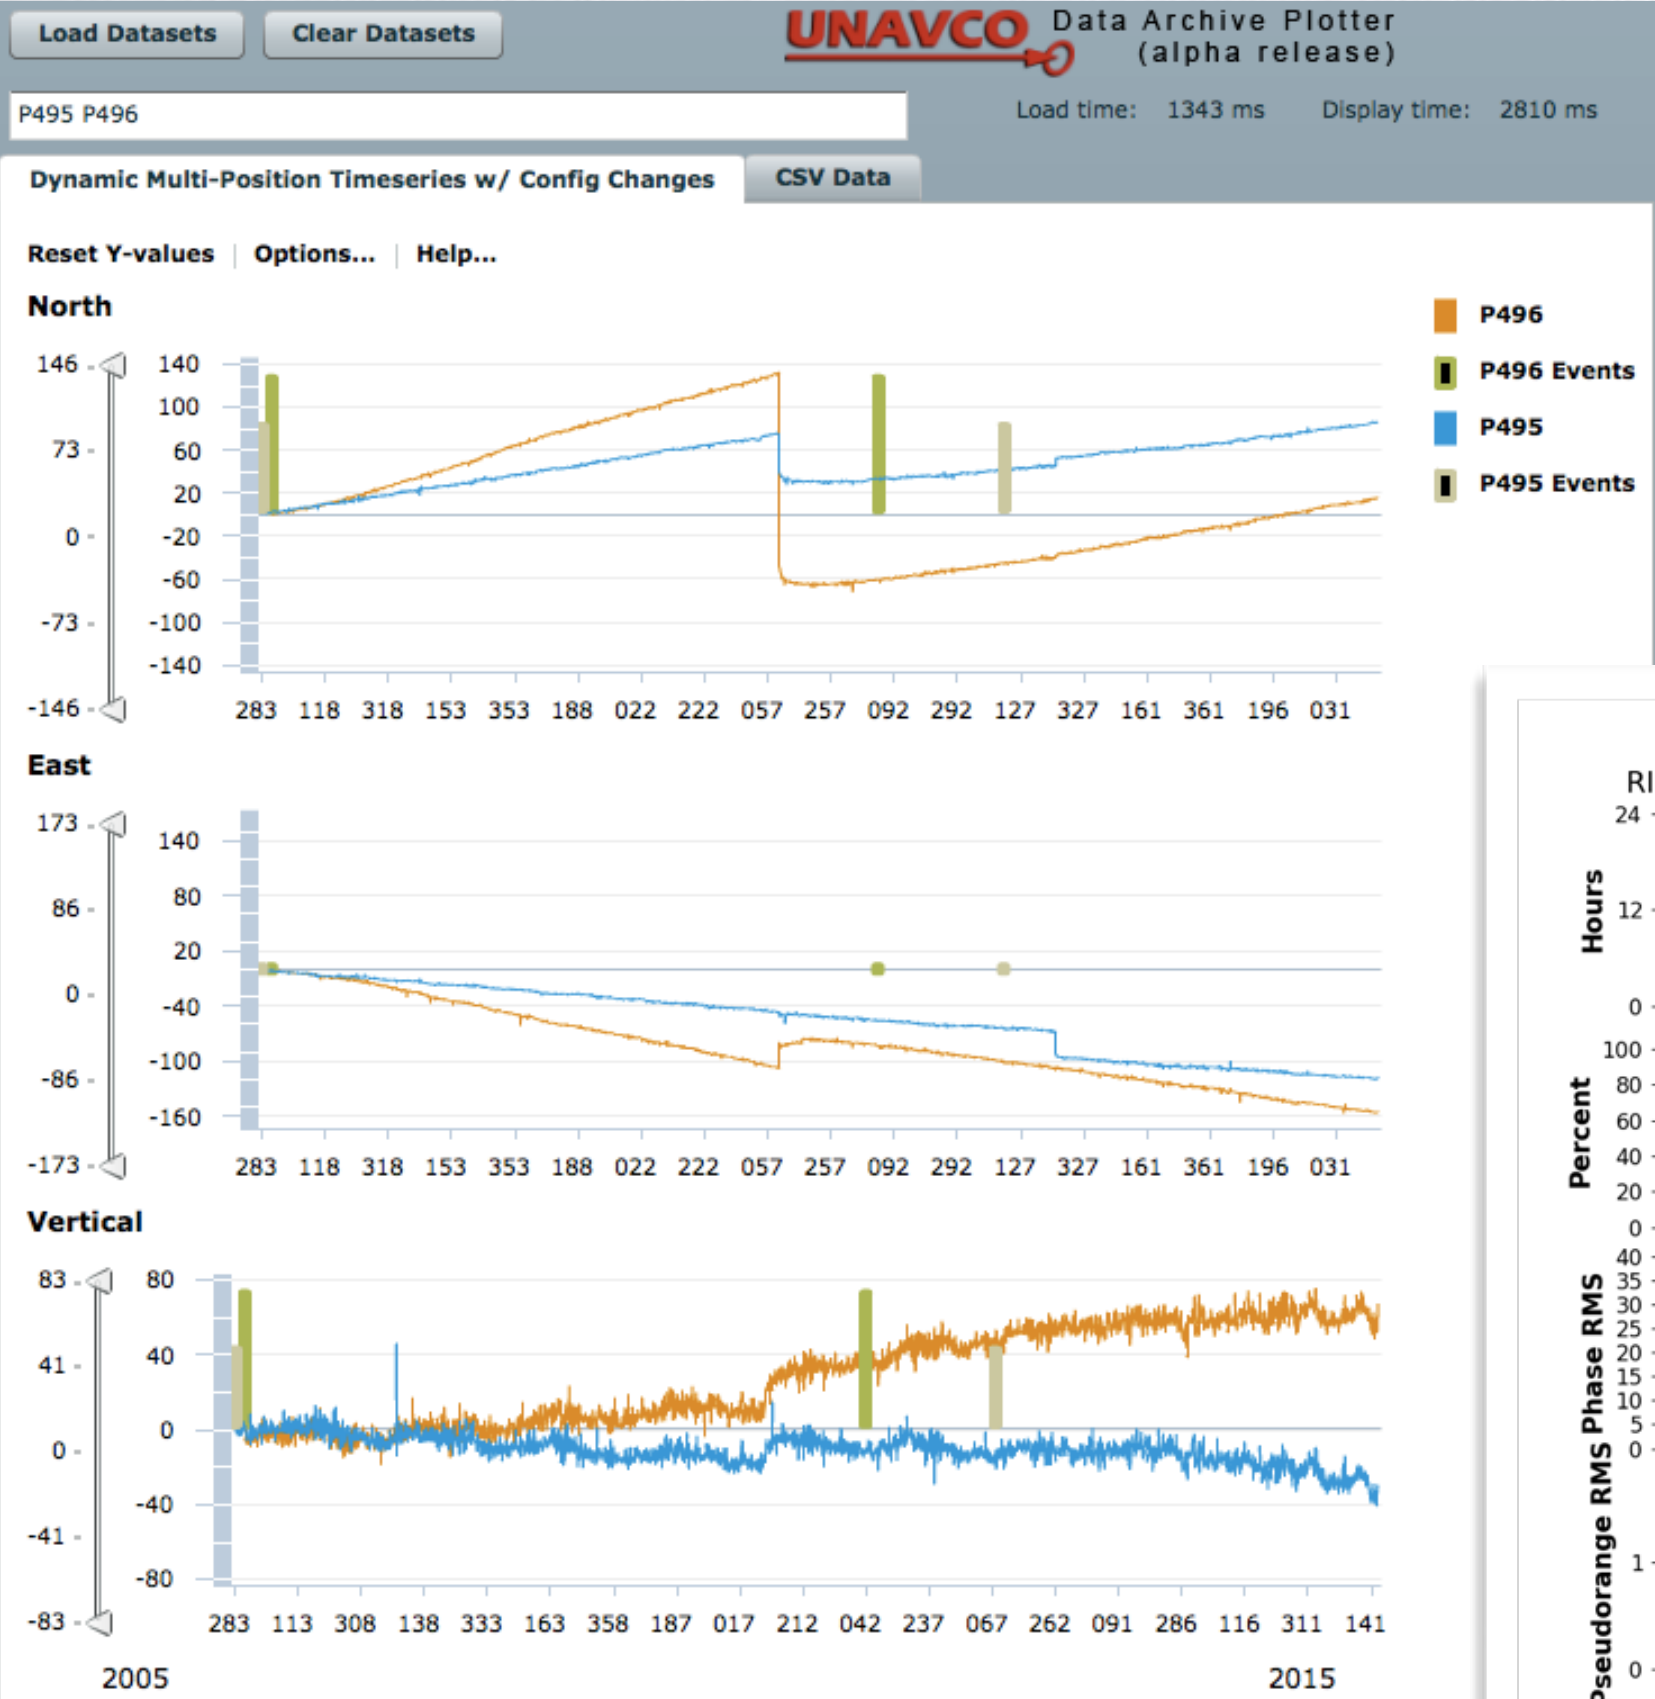 Load Datasets Clear Datasets
UNAVCO Data Archive Plotter
(alpha release)
P495 P496
Load time: 1343 ms Display time: 2810 ms
Dynamic Multi-Position Timeseries w/ Config Changes CSV Data
Reset Y-values Options... Help...
North
146
73
0
-73
-146
140
100
60
20
-20
-60
-100
-140
283 118 318 153 353 188 022 222 057 257 092 292 127 327 161 361 196 031
P496
P496 Events
P495
P495 Events
East
173
86
0
-86
-173
140
80
20
-40
-100
-160
283 118 318 153 353 188 022 222 057 257 092 292 127 327 161 361 196 031
Vertical
83
41
0
-41
-83
80
40
0
-40
-80
283 113 308 138 333 163 358 187 017 212 042 237 067 262 091 286 116 311 141
2005 2015
RI
Hours
24
12
0
Percent
100
80
60
40
20
0
Phase RMS
40
35
30
25
20
15
10
5
0
Pseudorange RMS
1
0